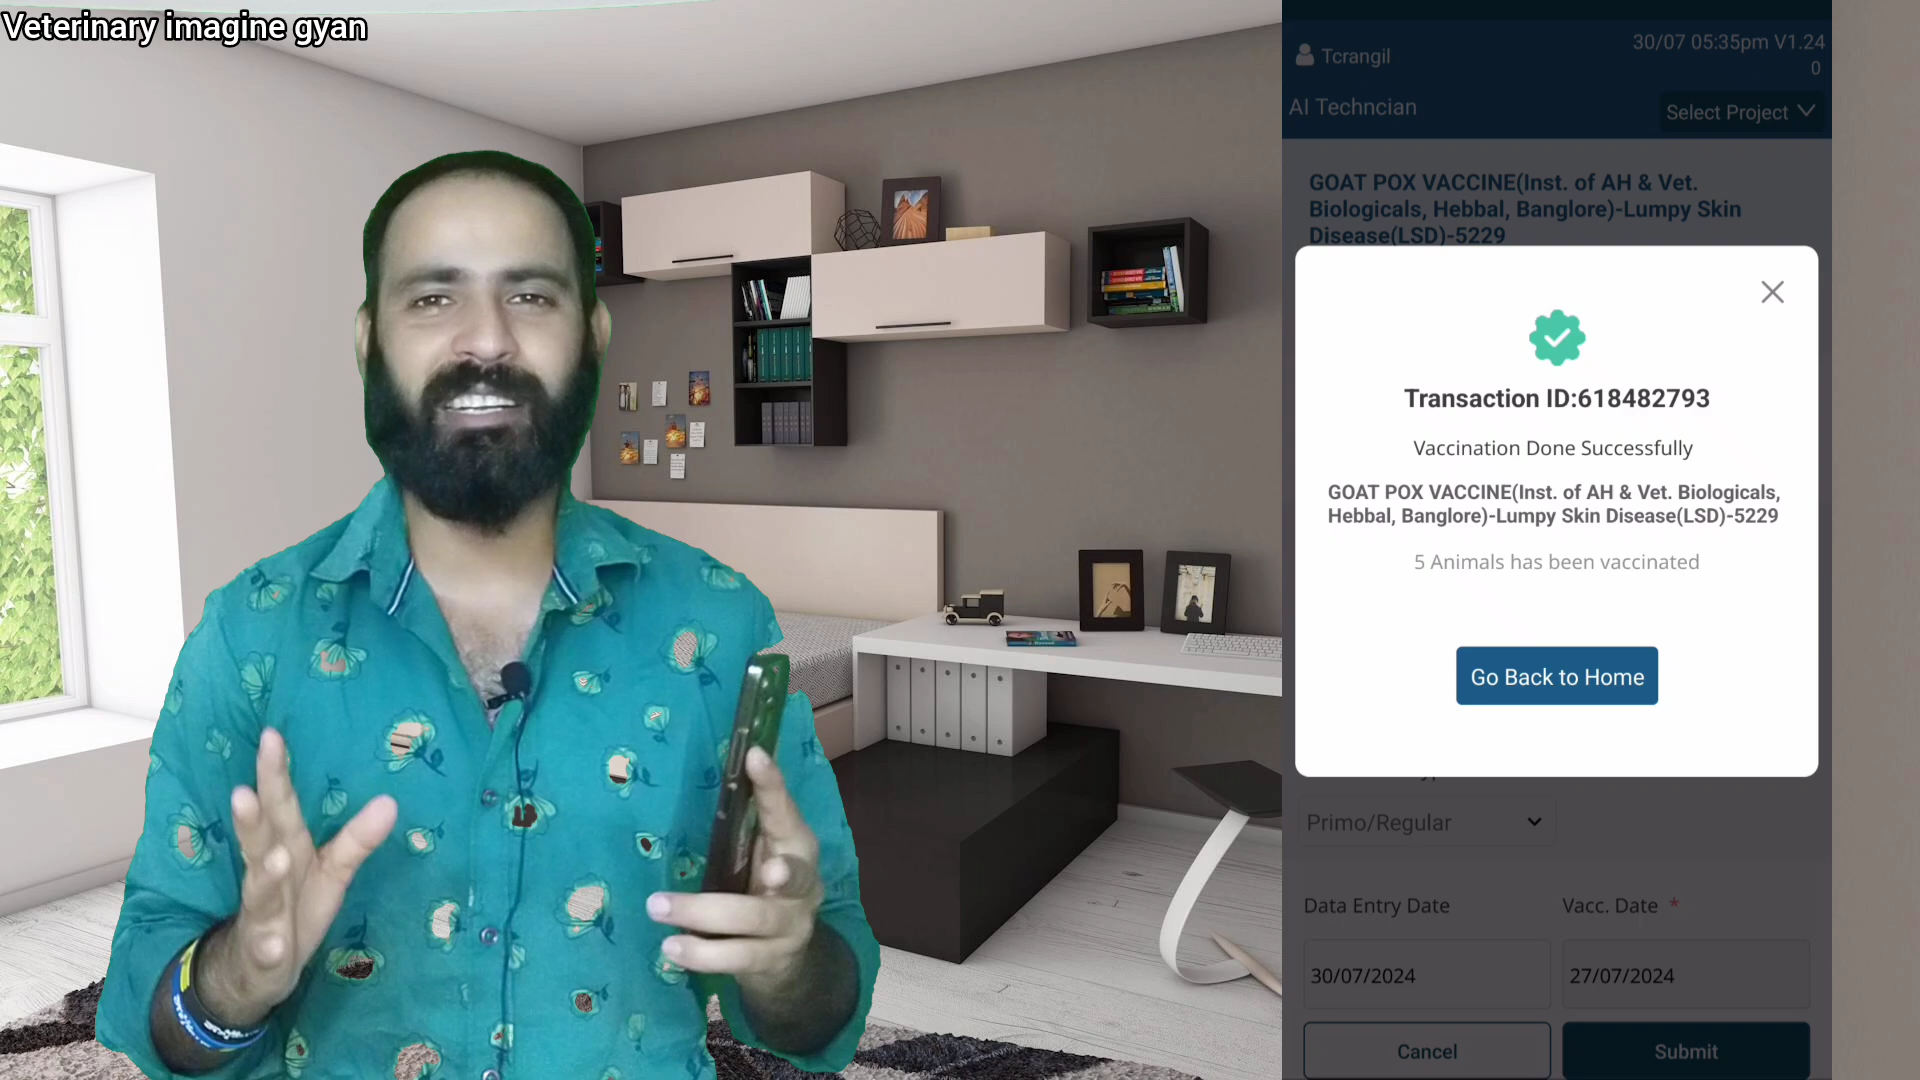 Veterinary imagine gyan
Tcrangil
30/07 05:35pm V1.24
0
AI Techncian
Select Project
GOAT POX VACCINE(Inst. of AH & Vet.
Biologicals, Hebbal, Banglore)-Lumpy Skin
Disease(LSD)-5229
Transaction ID:618482793
Vaccination Done Successfully
GOAT POX VACCINE(Inst. of AH & Vet. Biologicals,
Hebbal, Banglore)-Lumpy Skin Disease(LSD)-5229
5 Animals has been vaccinated
Go Back to Home
Primo/Regular
Data Entry Date
Vacc. Date *
30/07/2024
27/07/2024
Cancel
Submit